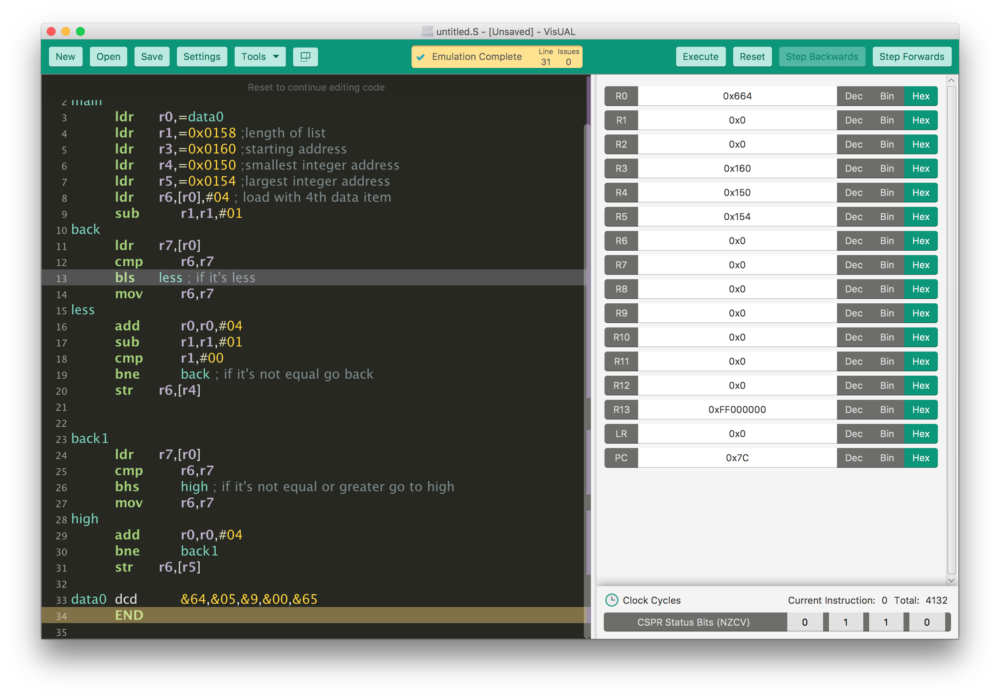 untitled.S - [Unsaved] - VisUAL
New Open Save Settings Tools Emulation Complete Line 31 Issues 0 Execute Reset Step Backwards Step Forwards
Reset to continue editing code
2 main
3 ldr r0,=data0
4 ldr r1,=0x0158 ;length of list
5 ldr r3,=0x0160 ;starting address
6 ldr r4,=0x0150 ;smallest integer address
7 ldr r5,=0x0154 ;largest integer address
8 ldr r6,[r0],#04 ; load with 4th data item
9 sub r1,r1,#01
10 back
11 ldr r7,[r0]
12 cmp r6,r7
13 bls less ; if it's less
14 mov r6,r7
15 less
16 add r0,r0,#04
17 sub r1,r1,#01
18 cmp r1,#00
19 bne back ; if it's not equal go back
20 str r6,[r4]
21
22
23 back1
24 ldr r7,[r0]
25 cmp r6,r7
26 bhs high ; if it's not equal or greater go to high
27 mov r6,r7
28 high
29 add r0,r0,#04
30 bne back1
31 str r6,[r5]
32
33 data0 dcd &64,&05,&9,&00,&65
34 END
35
R0 0x664 Dec Bin Hex
R1 0x0 Dec Bin Hex
R2 0x0 Dec Bin Hex
R3 0x160 Dec Bin Hex
R4 0x150 Dec Bin Hex
R5 0x154 Dec Bin Hex
R6 0x0 Dec Bin Hex
R7 0x0 Dec Bin Hex
R8 0x0 Dec Bin Hex
R9 0x0 Dec Bin Hex
R10 0x0 Dec Bin Hex
R11 0x0 Dec Bin Hex
R12 0x0 Dec Bin Hex
R13 0xFF000000 Dec Bin Hex
LR 0x0 Dec Bin Hex
PC 0x7C Dec Bin Hex
Clock Cycles Current Instruction: 0 Total: 4132
CSPR Status Bits (NZCV) 0 1 1 0